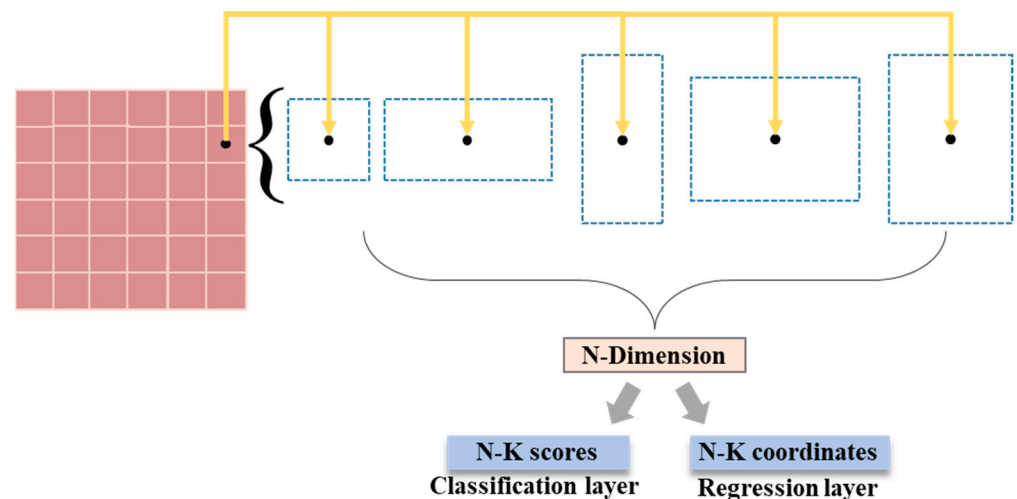 N-Dimension
N-K scores
N-K coordinates
Classification layer
Regression layer